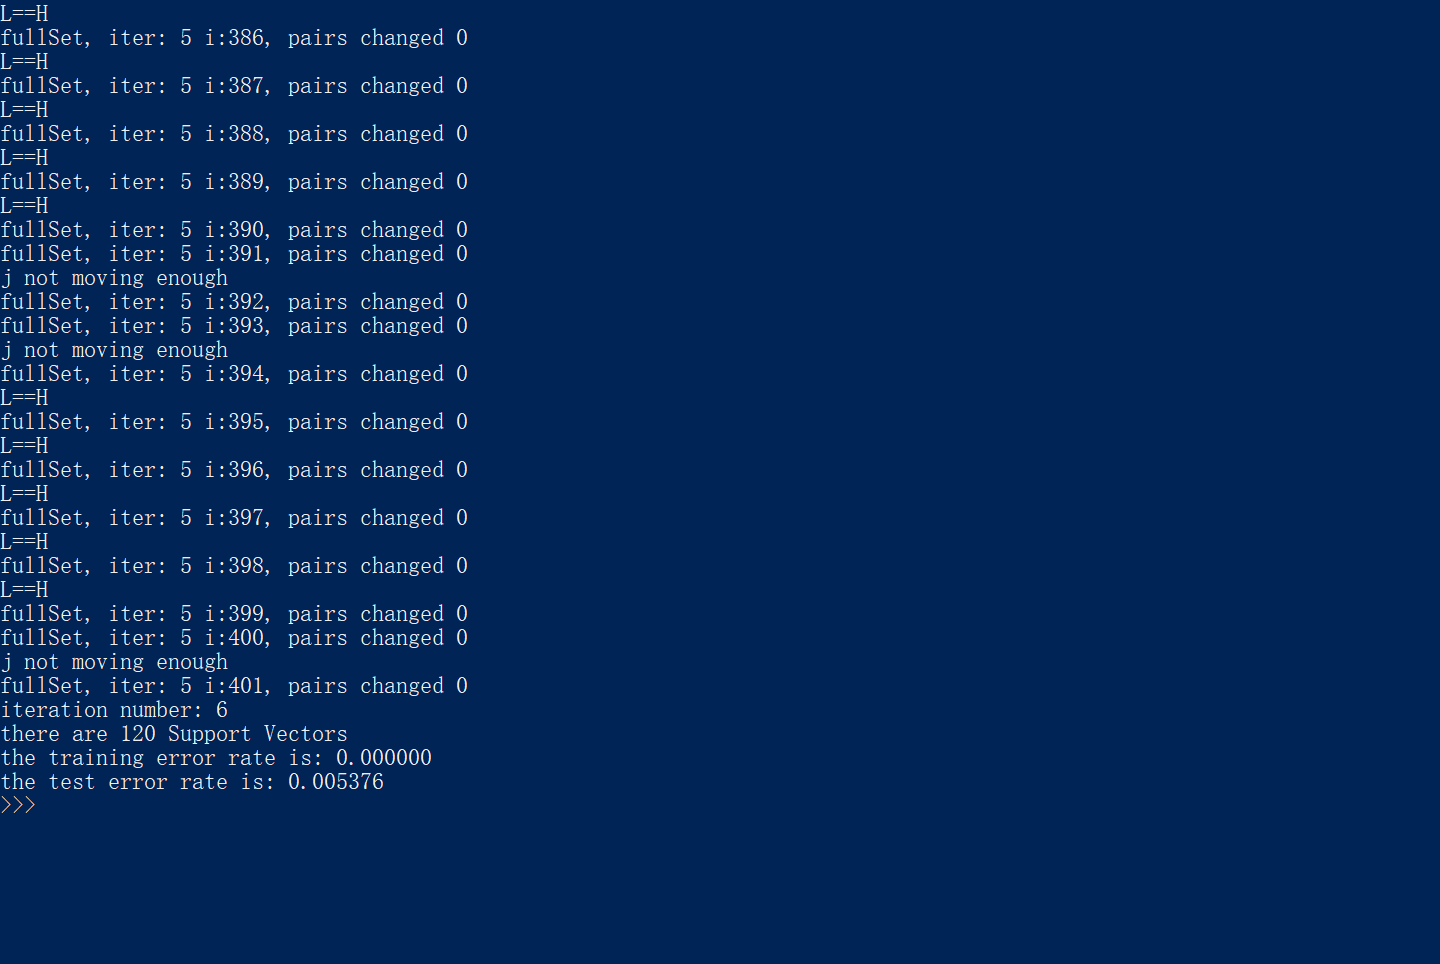 L==H
fullSet, iter: 5 i:386, pairs changed 0
L==H
fullSet, iter: 5 i:387, pairs changed 0
L==H
fullSet, iter: 5 i:388, pairs changed 0
L==H
fullSet, iter: 5 i:389, pairs changed 0
L==H
fullSet, iter: 5 i:390, pairs changed 0
fullSet, iter: 5 i:391, pairs changed 0
j not moving enough
fullSet, iter: 5 i:392, pairs changed 0
fullSet, iter: 5 i:393, pairs changed 0
j not moving enough
fullSet, iter: 5 i:394, pairs changed 0
L==H
fullSet, iter: 5 i:395, pairs changed 0
L==H
fullSet, iter: 5 i:396, pairs changed 0
L==H
fullSet, iter: 5 i:397, pairs changed 0
L==H
fullSet, iter: 5 i:398, pairs changed 0
L==H
fullSet, iter: 5 i:399, pairs changed 0
fullSet, iter: 5 i:400, pairs changed 0
j not moving enough
fullSet, iter: 5 i:401, pairs changed 0
iteration number: 6
there are 120 Support Vectors
the training error rate is: 0.000000
the test error rate is: 0.005376
>>>